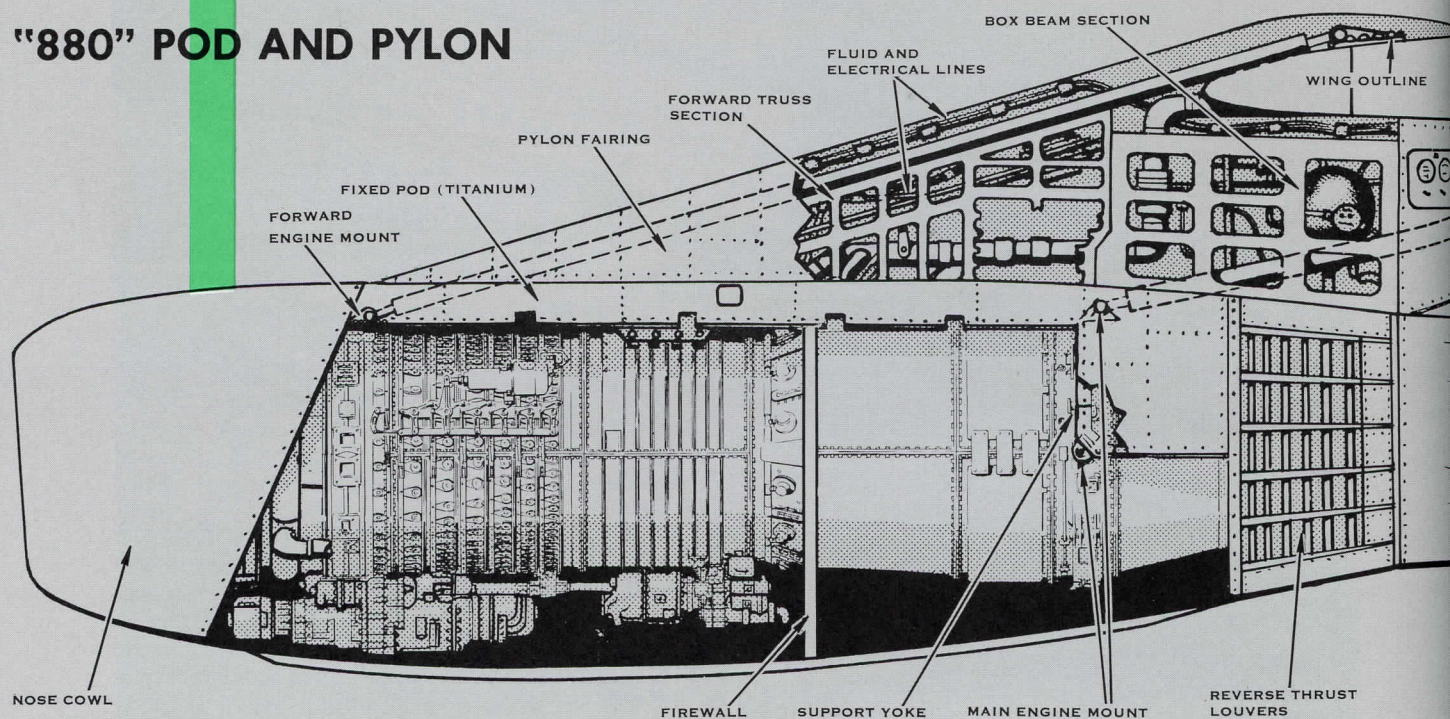 "880" POD AND PYLON
BOX BEAM SECTION
FLUID AND
ELECTRICAL LINES
WING OUTLINE
FORWARD TRUSS
SECTION
PYLON FAIRING
FIXED POD (TITANIUM)
FORWARD
ENGINE MOUNT
NOSE COWL
FIREWALL
SUPPORT YOKE
MAIN ENGINE MOUNT
REVERSE THRUST
LOUVERS